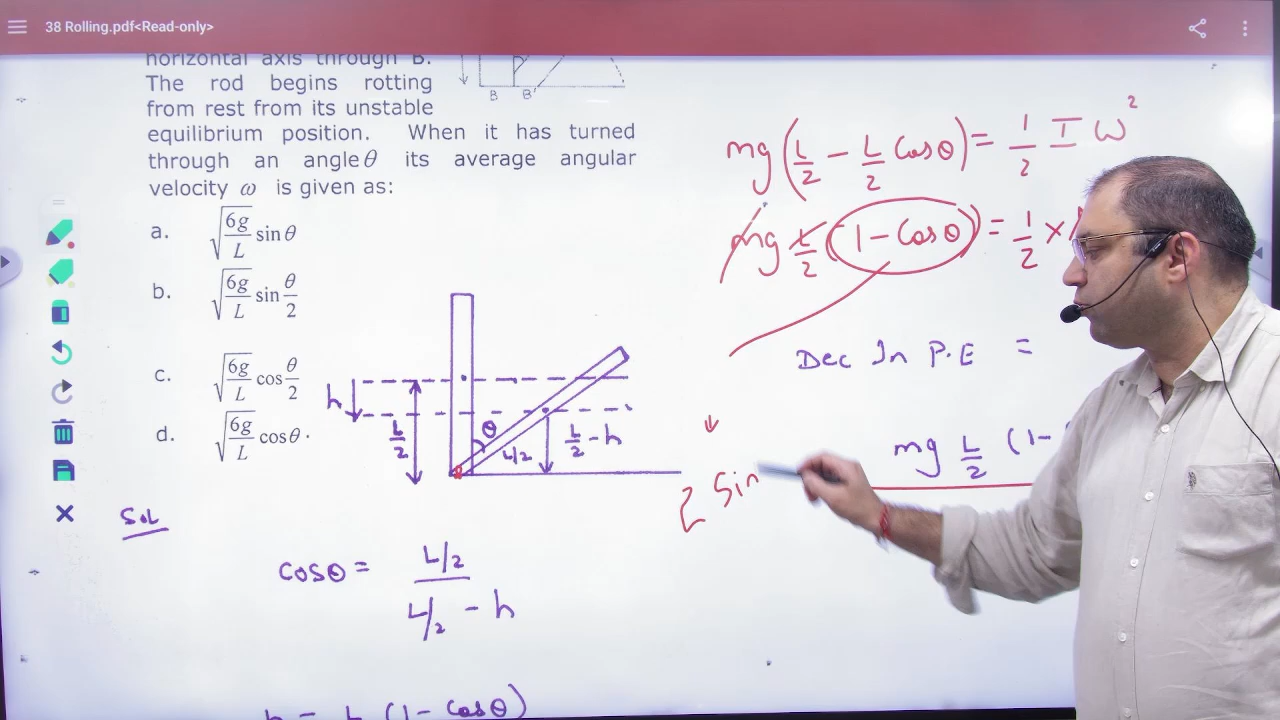 38 Rolling.pdf<Read-only>
horizontal axis through B.
The rod begins rotting
from rest from its unstable
equilibrium position. When it has turned
through an angle θ its average angular
velocity ω is given as:
a. √(6g/L) sin θ
b. √(6g/L) sin θ/2
c. √(6g/L) cos θ/2
d. √(6g/L) cos θ.
B B'
h
L/2
θ
L/2
L/2 - h
Sol
Cosθ = (L/2)/(L/2 - h)
h = L (1 - Cosθ)
mg(L/2 - L/2 Cosθ) = 1/2 I ω²
mg L/2 (1 - Cosθ) = 1/2 ×
Dec In P.E =
mg L/2 (1-
2 Sin